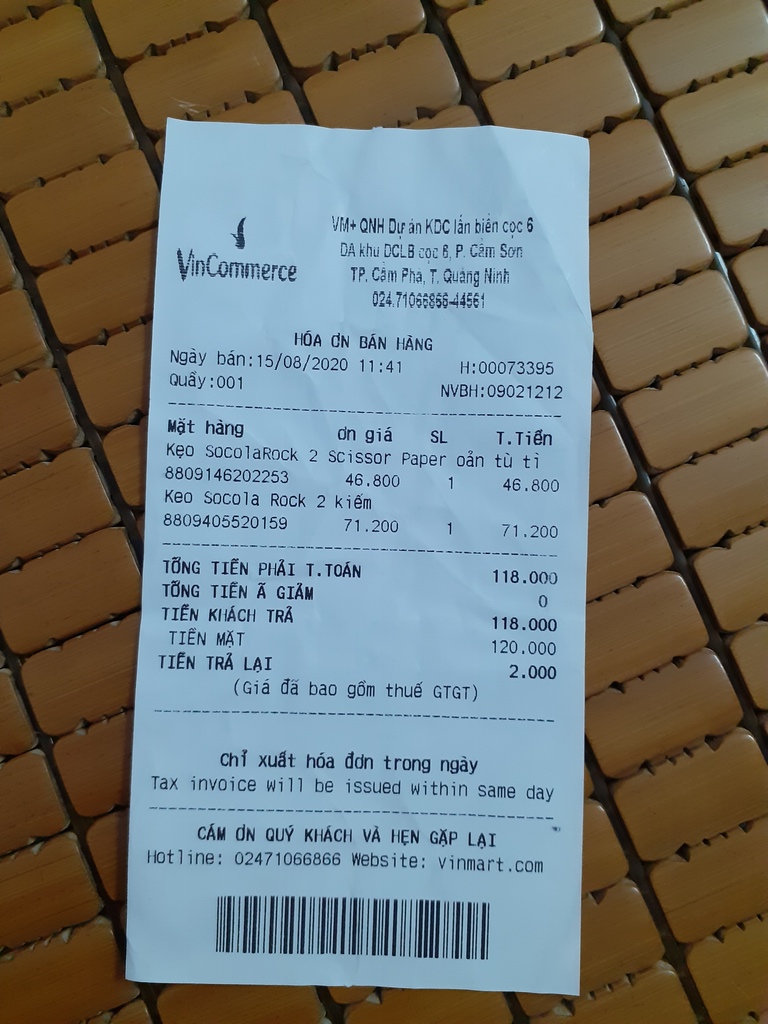 VinCommerce
VM+ QNH Dự án KDC lấn biển cọc 6
DA khu DCLB cọc 6, P. Cẩm Sơn
TP. Cẩm Phả, T. Quảng Ninh
024.71066866-44561
HÓA ƠN BÁN HÀNG
Ngày bán:15/08/2020 11:41 H:00073395
Quầy:001 NVBH:09021212
Mặt hàng ơn giá SL T.Tiền
Kẹo SocolaRock 2 Scissor Paper oản tù tì
8809146202253 46.800 1 46.800
Keo Socola Rock 2 kiếm
8809405520159 71.200 1 71.200
TỔNG TIỀN PHẢI T.TOÁN 118.000
TỔNG TIỀN Ã GIẢM 0
TIỀN KHÁCH TRẢ 118.000
TIỀN MẶT 120.000
TIỀN TRẢ LẠI 2.000
(Giá đã bao gồm thuế GTGT)
Chỉ xuất hóa đơn trong ngày
Tax invoice will be issued within same day
CẢM ƠN QUÝ KHÁCH VÀ HẸN GẶP LẠI
Hotline: 02471066866 Website: vinmart.com